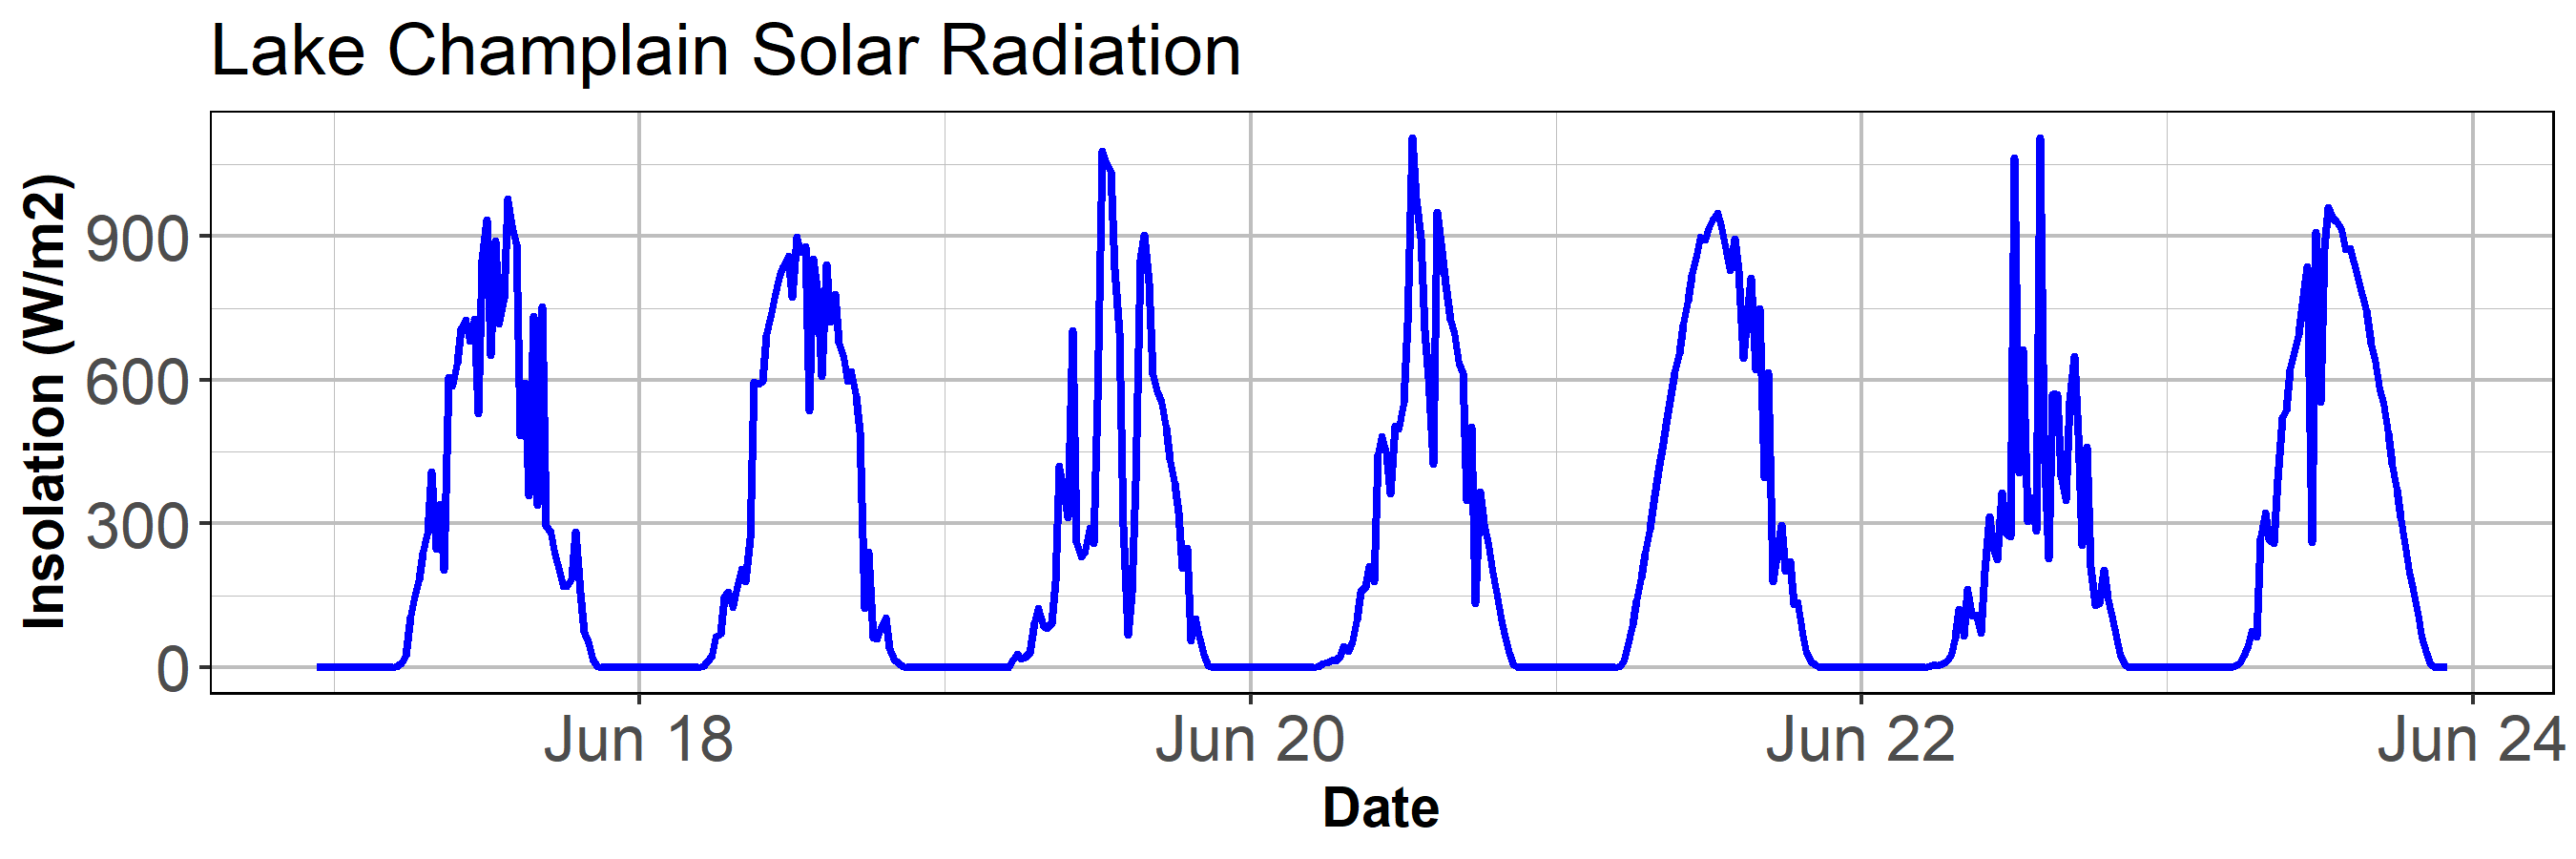 Lake Champlain Solar Radiation
Insolation (W/m2)
900
600
300
0
Jun 18
Jun 20
Jun 22
Jun 24
Date